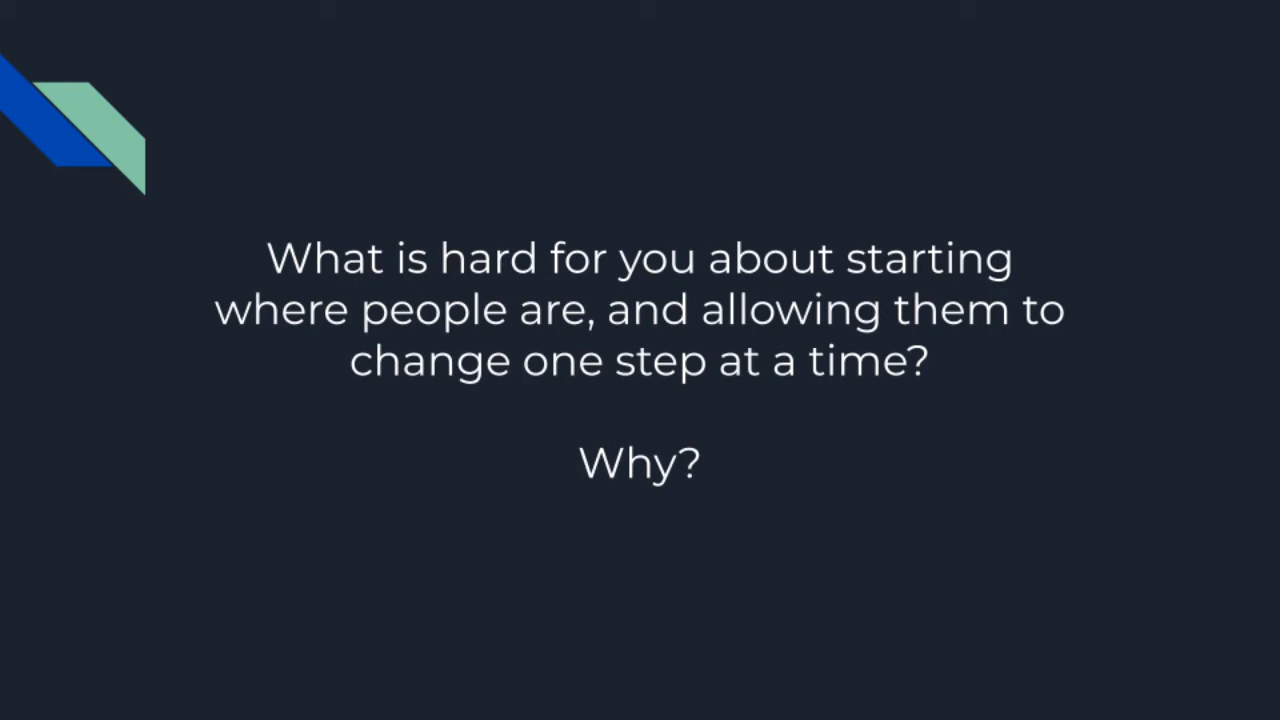 What is hard for you about starting
where people are, and allowing them to
change one step at a time?
Why?